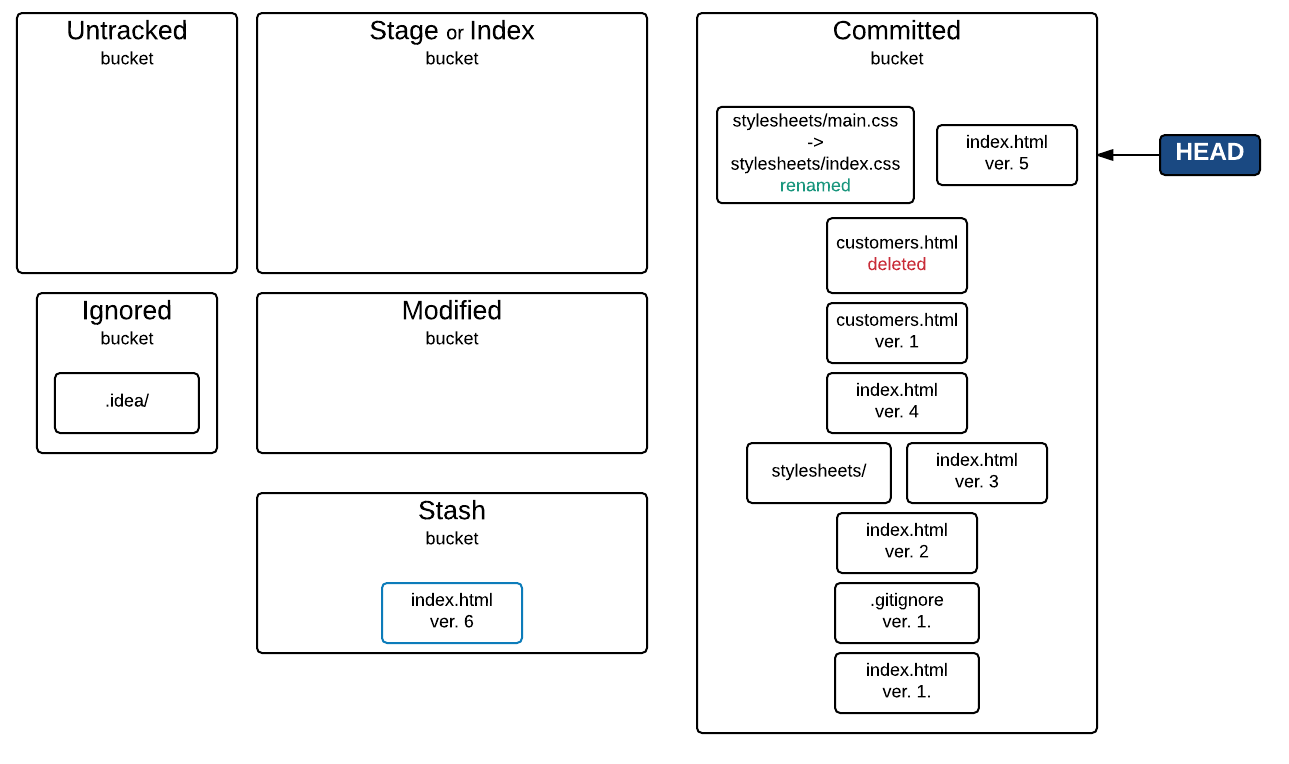 Untracked
bucket
Stage or Index
bucket
Committed
bucket
stylesheets/main.css
->
stylesheets/index.css
renamed
index.html
ver. 5
HEAD
customers.html
deleted
Ignored
bucket
.idea/
Modified
bucket
customers.html
ver. 1
index.html
ver. 4
stylesheets/
index.html
ver. 3
Stash
bucket
index.html
ver. 6
index.html
ver. 2
.gitignore
ver. 1.
index.html
ver. 1.